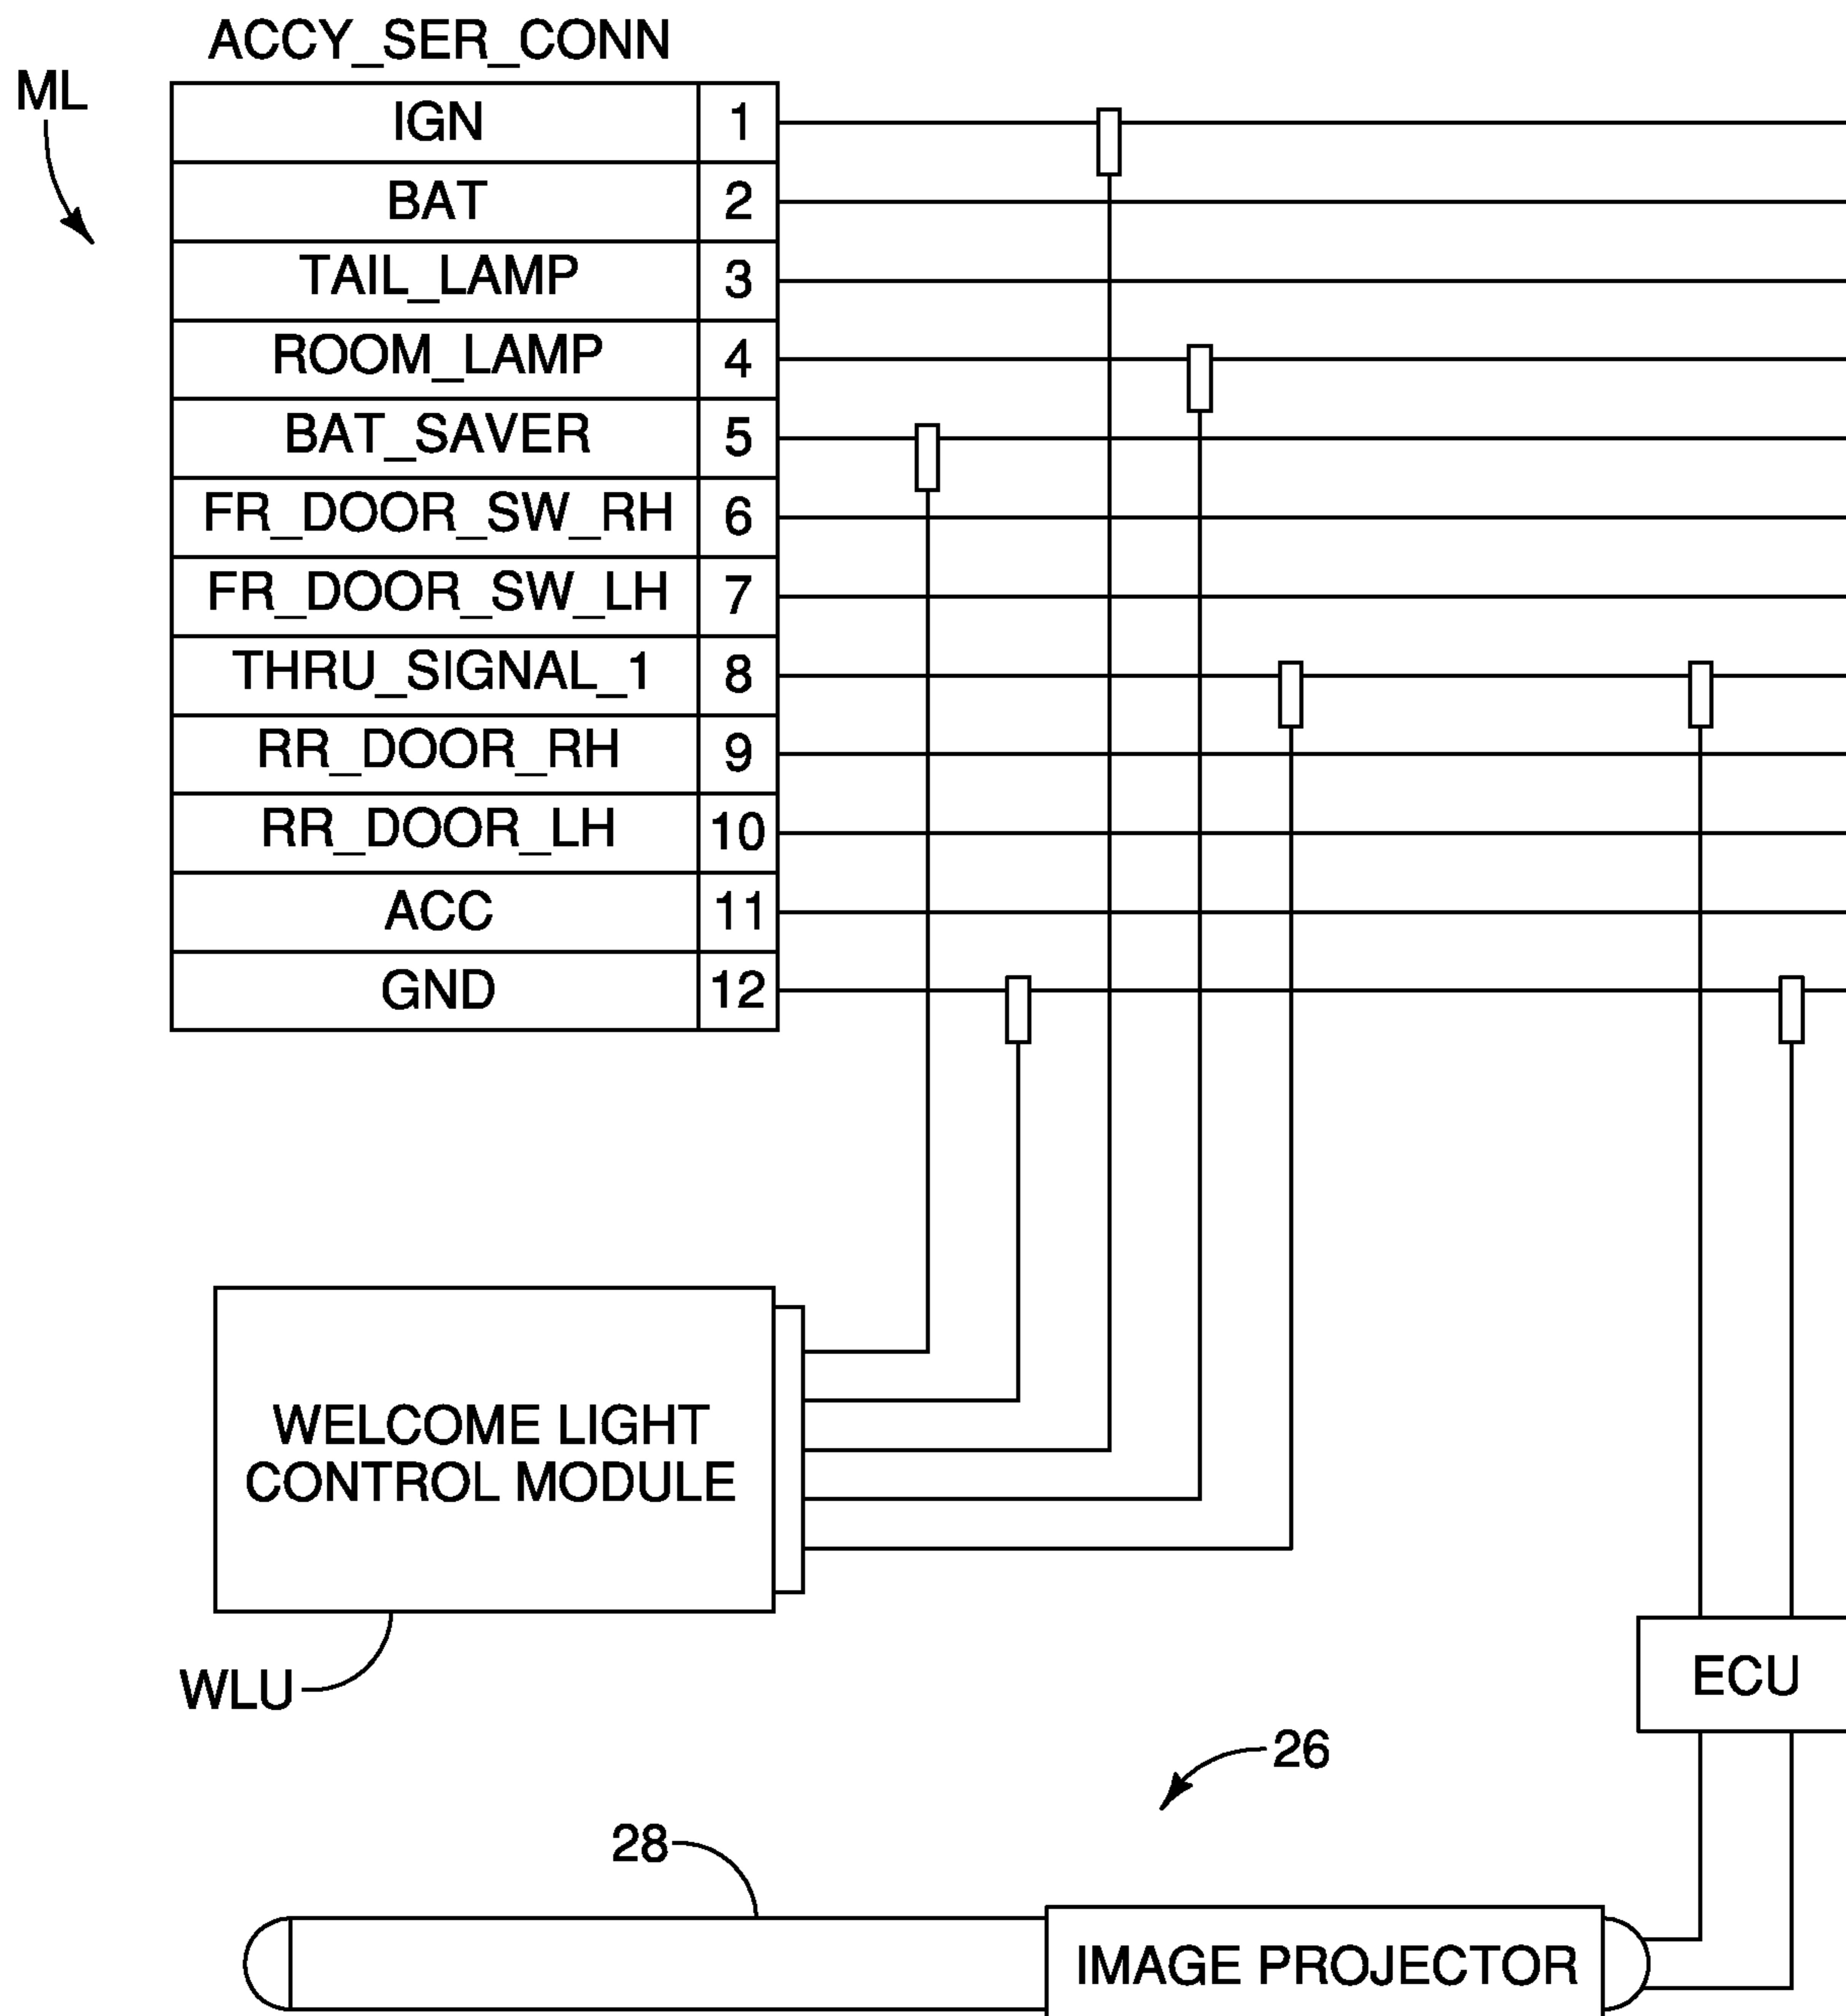 ACCY_SER_CONN
ML
IGN 1
BAT 2
TAIL_LAMP 3
ROOM_LAMP 4
BAT_SAVER 5
FR_DOOR_SW_RH 6
FR_DOOR_SW_LH 7
THRU_SIGNAL_1 8
RR_DOOR_RH 9
RR_DOOR_LH 10
ACC 11
GND 12
WELCOME LIGHT
CONTROL MODULE
WLU
ECU
26
28
IMAGE PROJECTOR